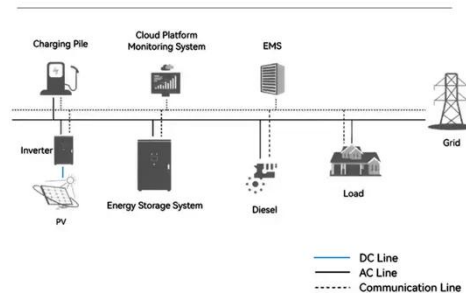 Charging Pile
Cloud Platform
Monitoring System
EMS
Inverter
PV
Energy Storage System
Diesel
Load
Grid
DC Line
AC Line
Communication Line